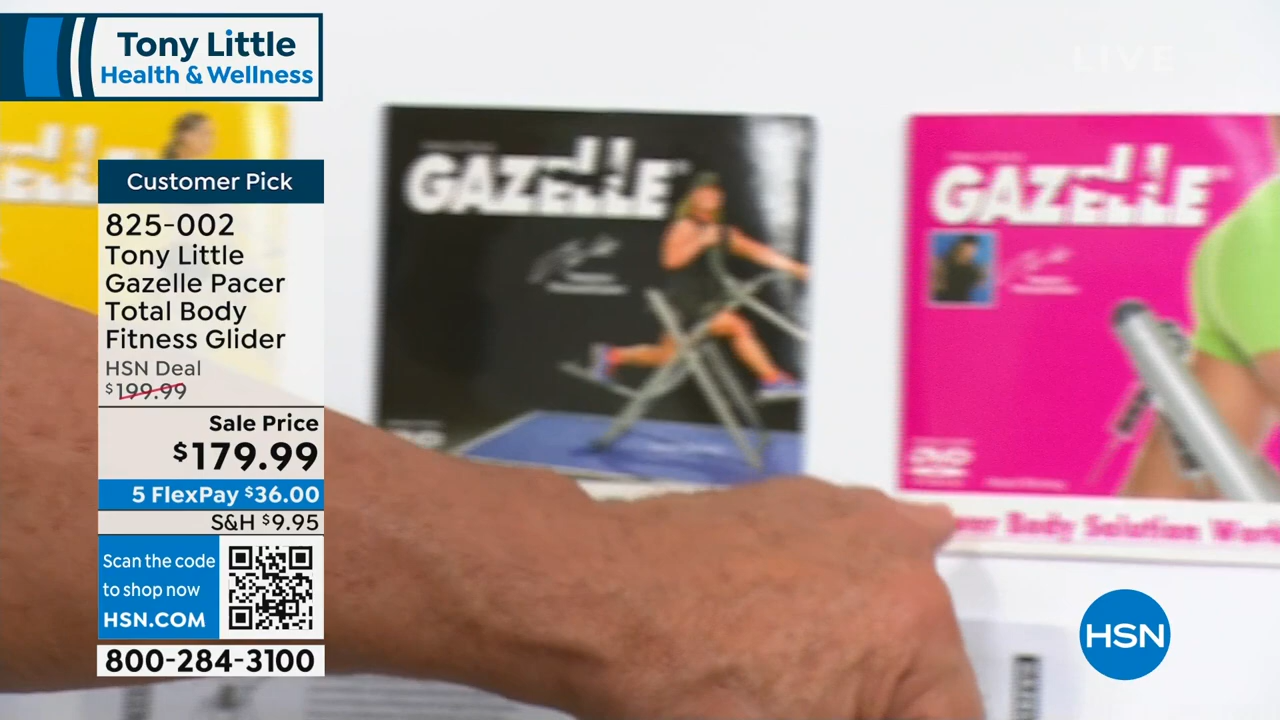 Tony Little
Health & Wellness
LIVE
Customer Pick
825-002
Tony Little
Gazelle Pacer
Total Body
Fitness Glider
HSN Deal
$199.99
Sale Price
$179.99
5 FlexPay $36.00
S&H $9.95
Scan the code
to shop now
HSN.COM
800-284-3100
GAZELLE
GAZELLE
Body Solution
HSN